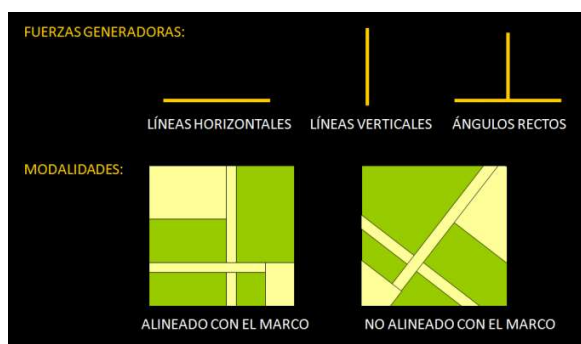 FUERZAS GENERADORAS:
LÍNEAS HORIZONTALES
LÍNEAS VERTICALES
ÁNGULOS RECTOS
MODALIDADES:
ALINEADO CON EL MARCO
NO ALINEADO CON EL MARCO